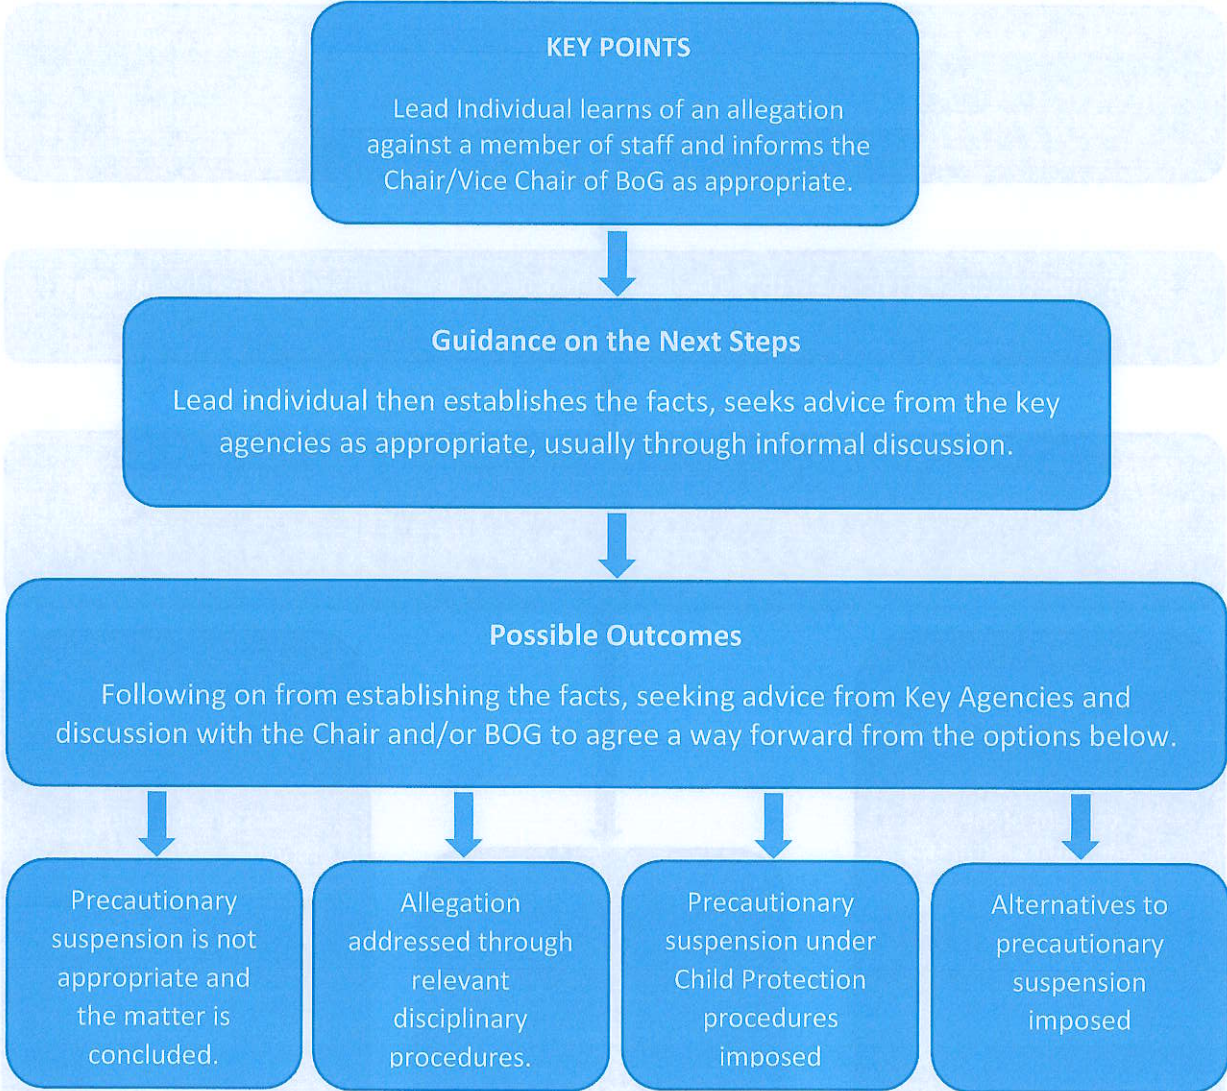 KEY POINTS
Lead Individual learns of an allegation
against a member of staff and informs the
Chair/Vice Chair of BoG as appropriate.
Guidance on the Next Steps
Lead individual then establishes the facts, seeks advice from the key
agencies as appropriate, usually through informal discussion.
Possible Outcomes
Following on from establishing the facts, seeking advice from Key Agencies and
discussion with the Chair and/or BOG to agree a way forward from the options below.
Precautionary
suspension is not
appropriate and
the matter is
concluded.
Allegation
addressed through
relevant
disciplinary
procedures.
Precautionary
suspension under
Child Protection
procedures
imposed
Alternatives to
precautionary
suspension
imposed